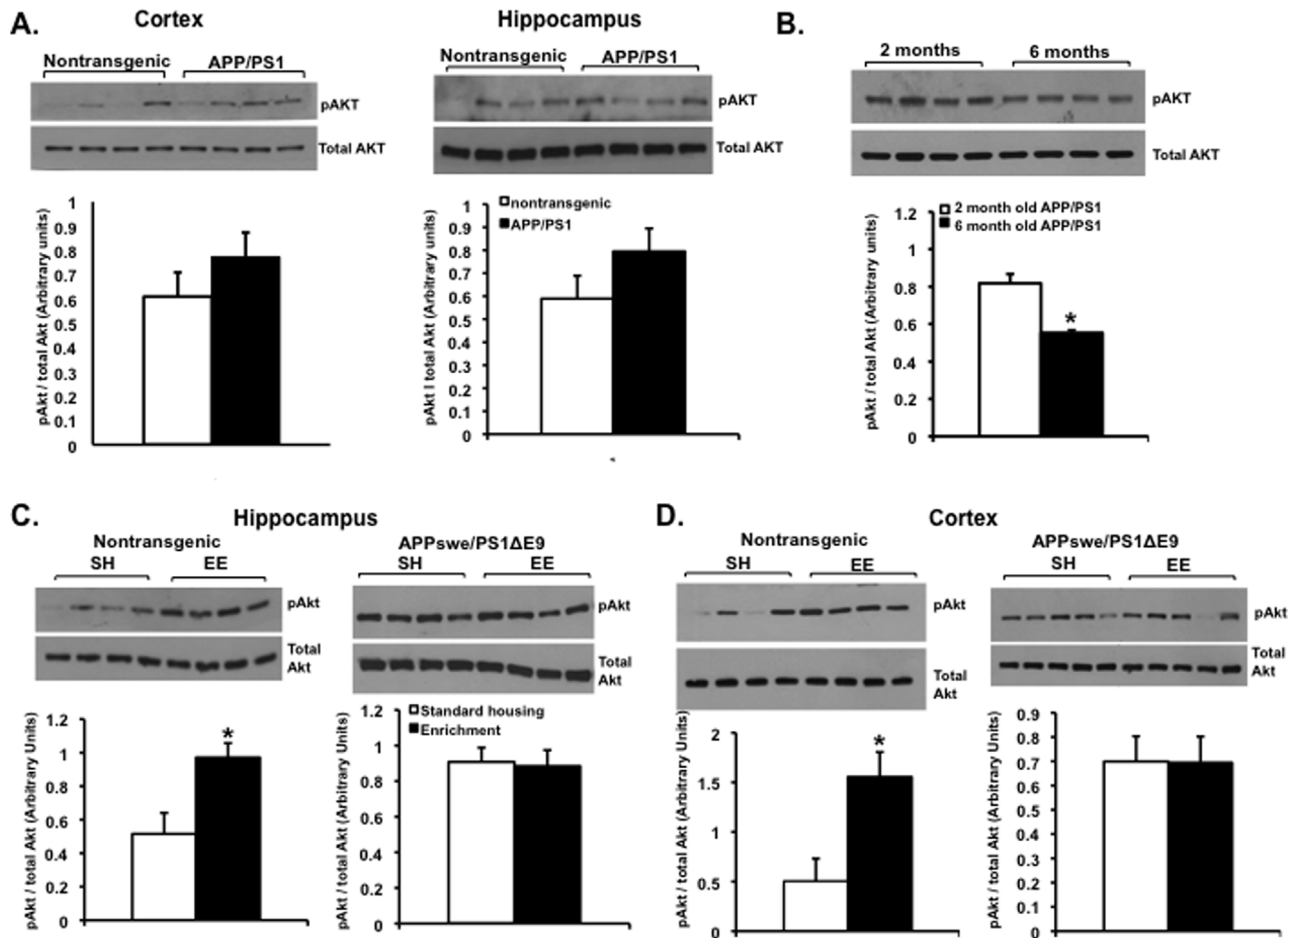 A.
Cortex
Nontransgenic APP/PS1
pAKT
Total AKT
pAkt / total Akt (Arbitrary units)
1
0.9
0.8
0.7
0.6
0.5
0.4
0.3
0.2
0.1
0
Hippocampus
Nontransgenic APP/PS1
pAKT
Total AKT
nontransgenic
APP/PS1
pAkt l total Akt (Arbitrary units)
1
0.9
0.8
0.7
0.6
0.5
0.4
0.3
0.2
0.1
0
B.
2 months 6 months
pAKT
Total AKT
2 month old APP/PS1
6 month old APP/PS1
pAkt / total Akt (Arbitrary units)
1.2
1
0.8
0.6
0.4
0.2
0
*
C.
Hippocampus
Nontransgenic
SH EE
pAkt
Total
Akt
pAkt / total Akt (Arbitrary Units)
1.2
1
0.8
0.6
0.4
0.2
0
*
APPswe/PS1ΔE9
SH EE
pAkt
Total
Akt
Standard housing
Enrichment
pAkt / total Akt (Arbitrary Units)
1.2
1
0.8
0.6
0.4
0.2
0
D.
Cortex
Nontransgenic
SH EE
pAkt
Total
Akt
pAkt / total Akt (Arbitrary Units)
2
1.5
1
0.5
0
*
APPswe/PS1ΔE9
SH EE
pAkt
Total
Akt
pAkt / total Akt (Arbitrary Units)
0.9
0.8
0.7
0.6
0.5
0.4
0.3
0.2
0.1
0